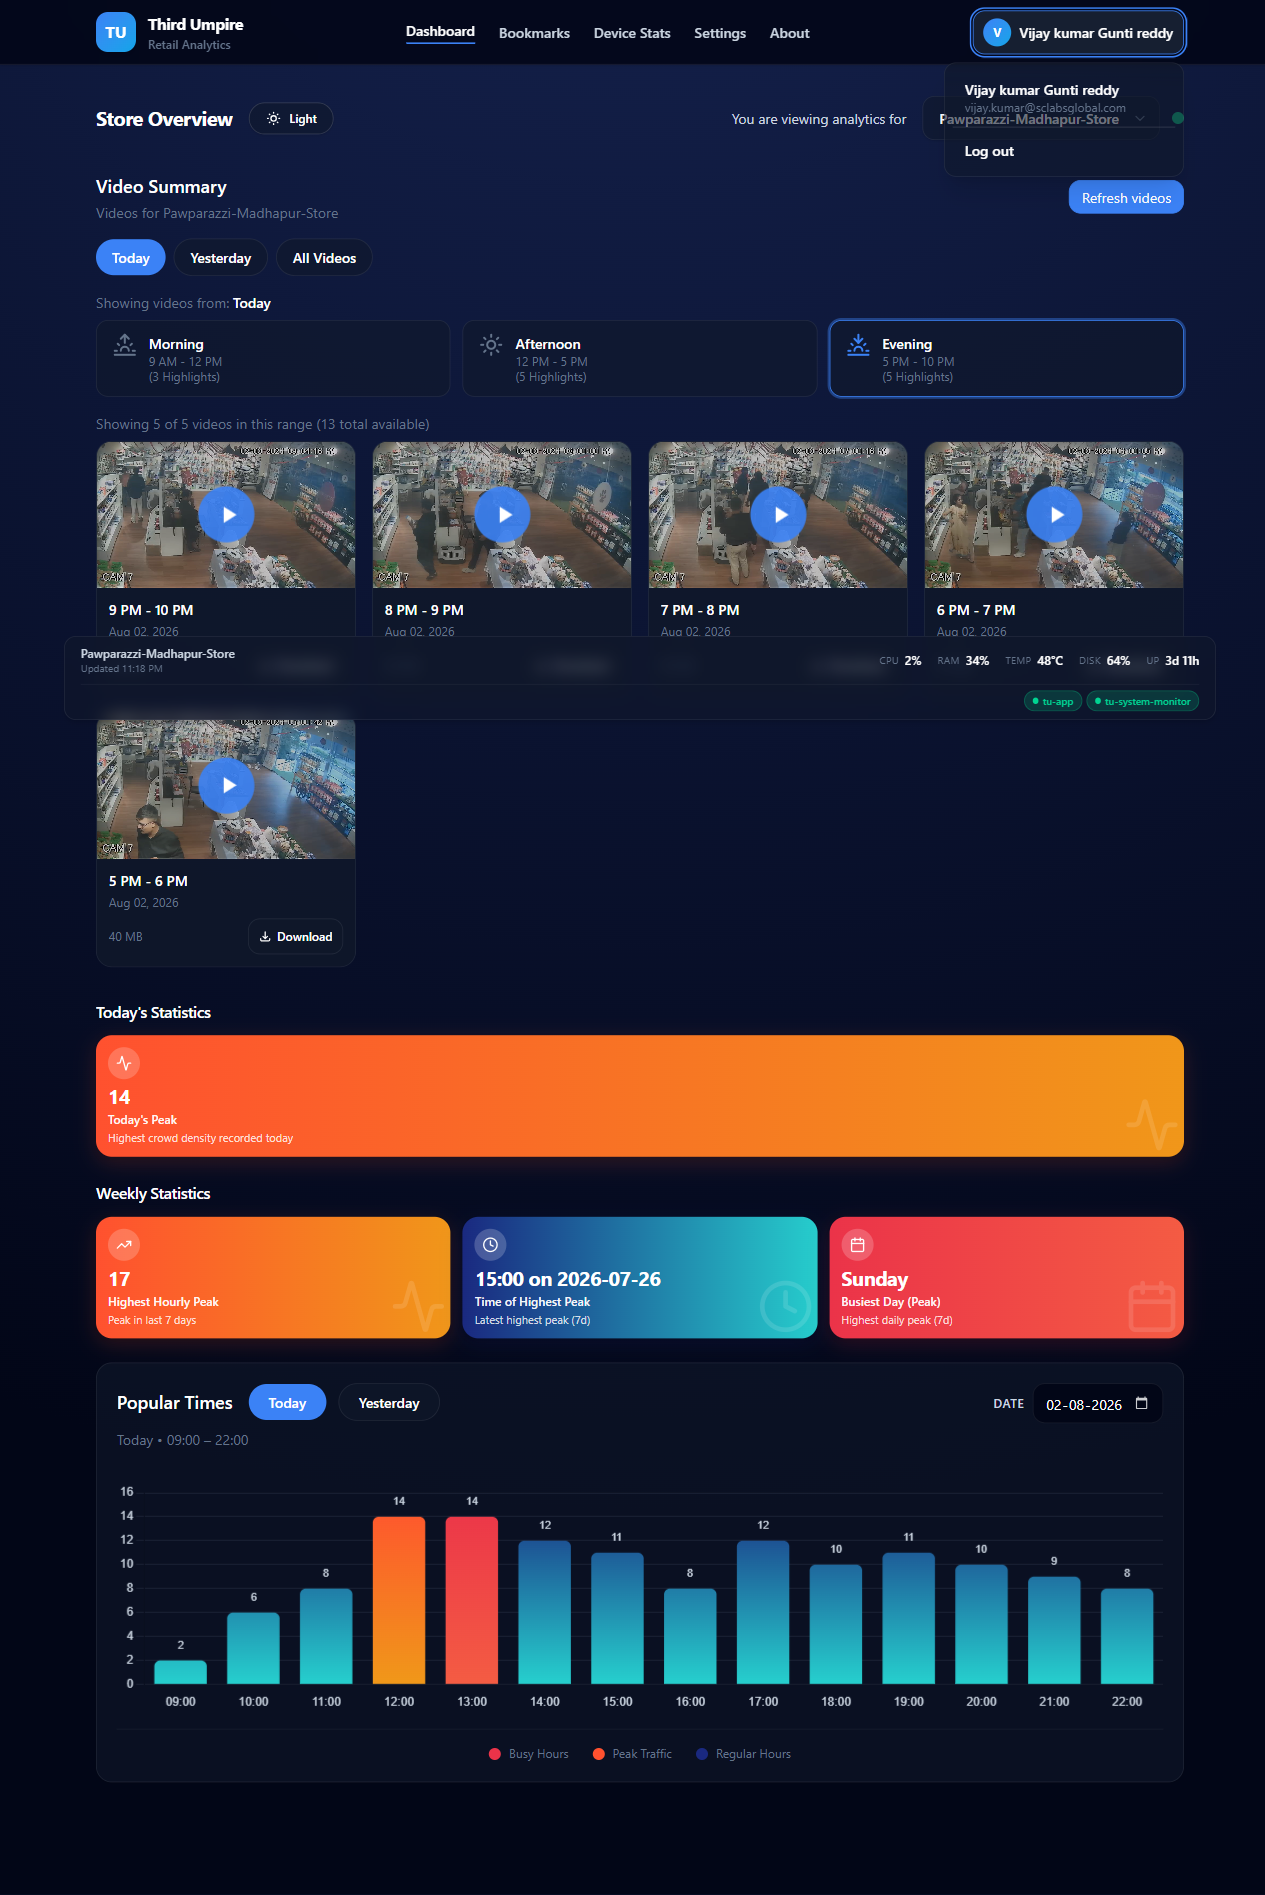 TU
Third Umpire
Retail Analytics
Dashboard
Bookmarks
Device Stats
Settings
About
V
Vijay kumar Gunti reddy
Vijay kumar Gunti reddy
vijay.kumar@sclabsglobal.com
Log out
Store Overview
Light
You are viewing analytics for
Pawparazzi-Madhapur-Store
Video Summary
Videos for Pawparazzi-Madhapur-Store
Refresh videos
Today
Yesterday
All Videos
Showing videos from: Today
Morning
9 AM - 12 PM
(3 Highlights)
Afternoon
12 PM - 5 PM
(5 Highlights)
Evening
5 PM - 10 PM
(5 Highlights)
Showing 5 of 5 videos in this range (13 total available)
CAM 7
CAM 7
CAM 7
CAM 7
9 PM - 10 PM
Aug 02, 2026
8 PM - 9 PM
Aug 02, 2026
7 PM - 8 PM
Aug 02, 2026
6 PM - 7 PM
Aug 02, 2026
Pawparazzi-Madhapur-Store
Updated 11:18 PM
CPU 2%
RAM 34%
TEMP 48°C
DISK 64%
UP 3d 11h
tu-app
tu-system-monitor
CAM 7
5 PM - 6 PM
Aug 02, 2026
40 MB
Download
Today's Statistics
14
Today's Peak
Highest crowd density recorded today
Weekly Statistics
17
Highest Hourly Peak
Peak in last 7 days
15:00 on 2026-07-26
Time of Highest Peak
Latest highest peak (7d)
Sunday
Busiest Day (Peak)
Highest daily peak (7d)
Popular Times
Today
Yesterday
DATE
02-08-2026
Today • 09:00 – 22:00
16
14
12
10
8
6
4
2
0
2
6
8
14
14
12
11
8
12
10
11
10
9
8
09:00
10:00
11:00
12:00
13:00
14:00
15:00
16:00
17:00
18:00
19:00
20:00
21:00
22:00
Busy Hours
Peak Traffic
Regular Hours